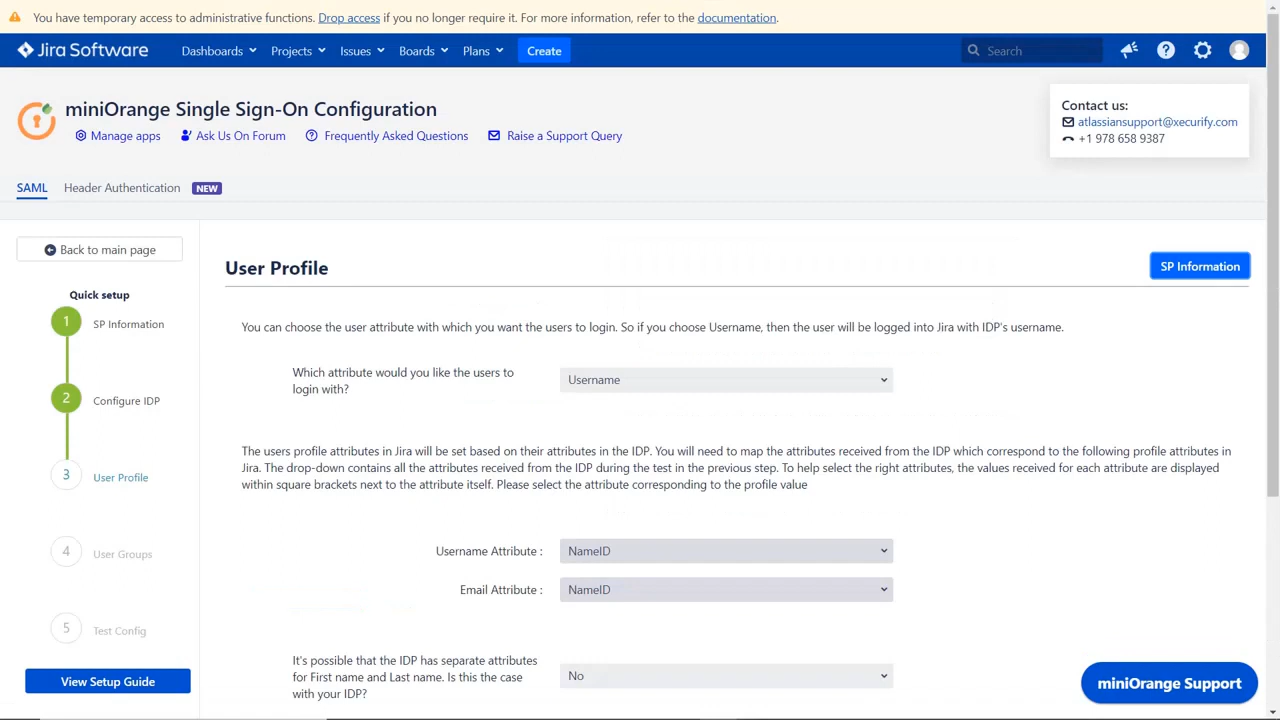 You have temporary access to administrative functions. Drop access if you no longer require it. For more information, refer to the documentation.
Jira Software
Dashboards
Projects
Issues
Boards
Plans
Create
Search
miniOrange Single Sign-On Configuration
Manage apps
Ask Us On Forum
Frequently Asked Questions
Raise a Support Query
Contact us:
atlassiansupport@xecurify.com
+1 978 658 9387
SAML
Header Authentication
NEW
Back to main page
Quick setup
1 SP Information
2 Configure IDP
3 User Profile
4 User Groups
5 Test Config
View Setup Guide
User Profile
SP Information
You can choose the user attribute with which you want the users to login. So if you choose Username, then the user will be logged into Jira with IDP's username.
Which attribute would you like the users to
login with?
Username
The users profile attributes in Jira will be set based on their attributes in the IDP. You will need to map the attributes received from the IDP which correspond to the following profile attributes in
Jira. The drop-down contains all the attributes received from the IDP during the test in the previous step. To help select the right attributes, the values received for each attribute are displayed
within square brackets next to the attribute itself. Please select the attribute corresponding to the profile value
Username Attribute :
NameID
Email Attribute :
NameID
It's possible that the IDP has separate attributes
for First name and Last name. Is this the case
with your IDP?
No
miniOrange Support